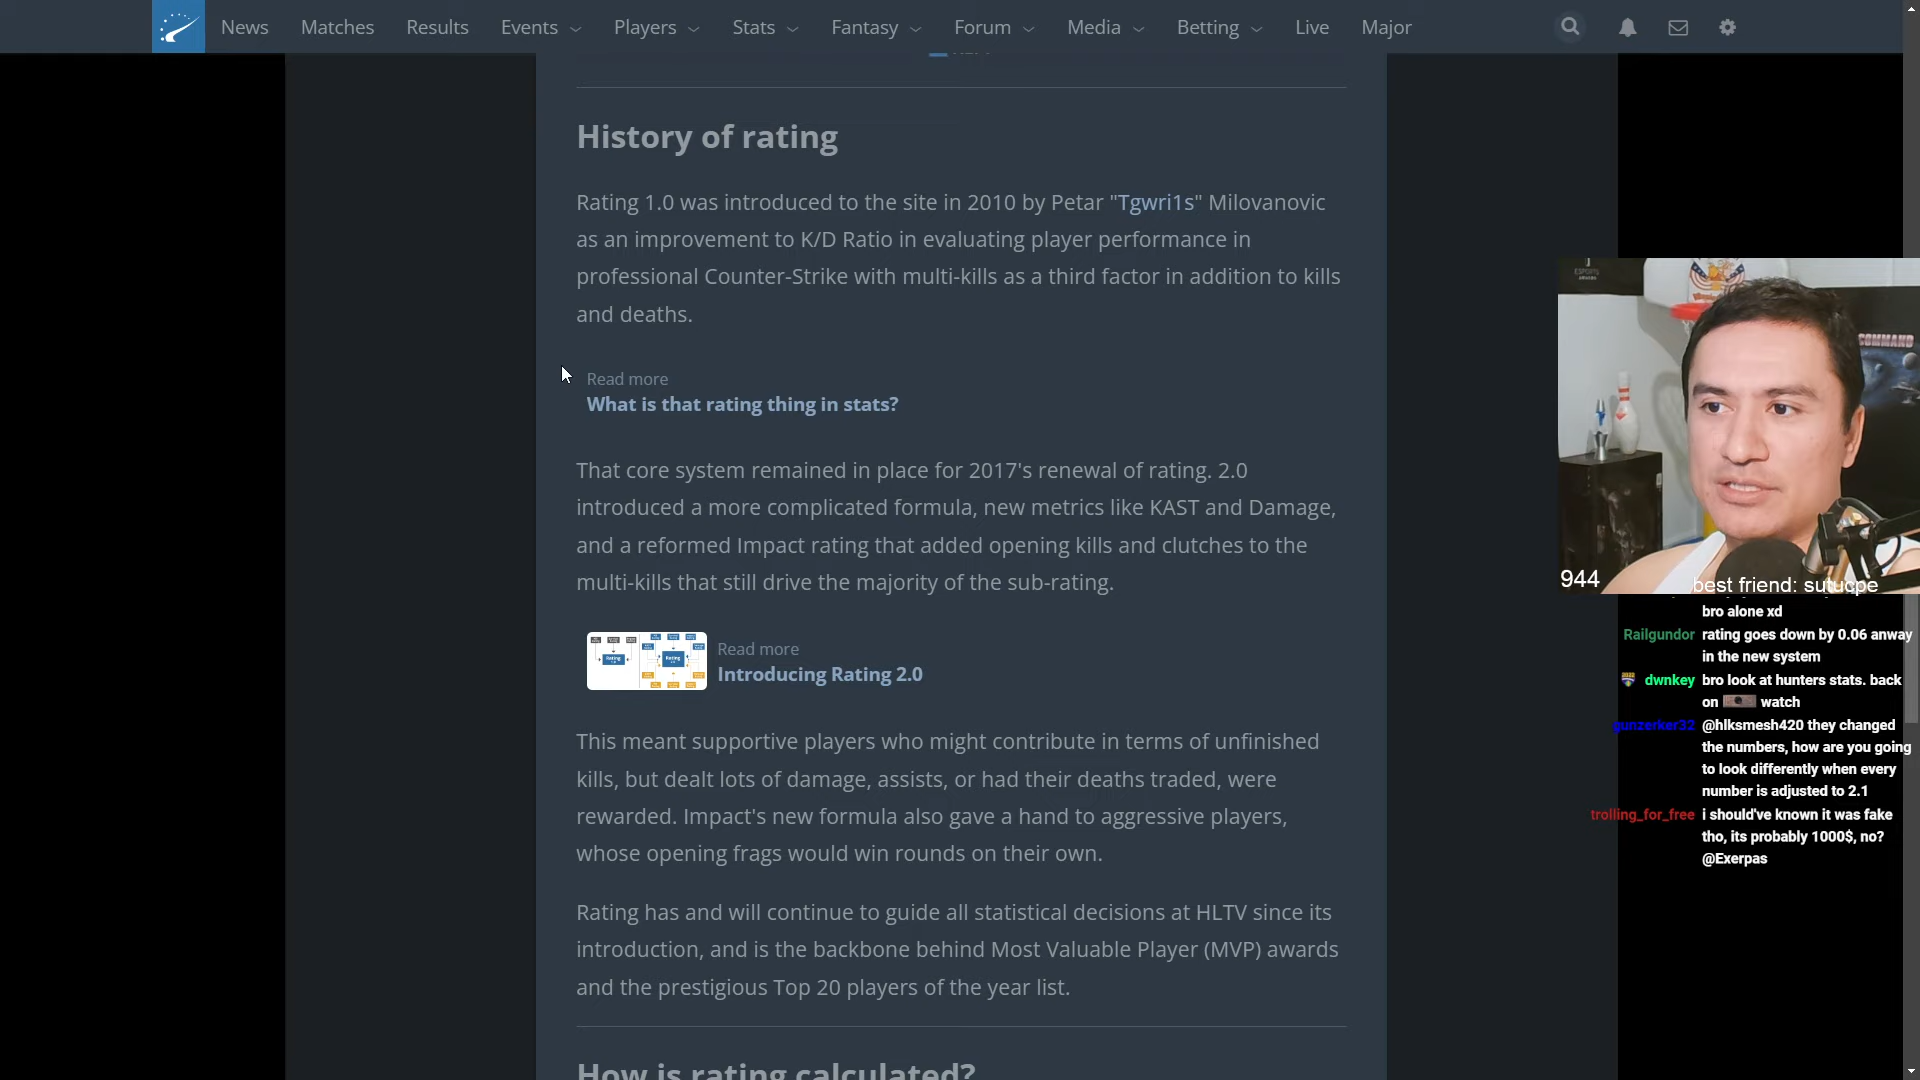 News Matches Results Events Players Stats Fantasy Forum Media Betting Live Major
History of rating
Rating 1.0 was introduced to the site in 2010 by Petar "Tgwri1s" Milovanovic
as an improvement to K/D Ratio in evaluating player performance in
professional Counter-Strike with multi-kills as a third factor in addition to kills
and deaths.
Read more
What is that rating thing in stats?
That core system remained in place for 2017's renewal of rating. 2.0
introduced a more complicated formula, new metrics like KAST and Damage,
and a reformed Impact rating that added opening kills and clutches to the
multi-kills that still drive the majority of the sub-rating.
Rating
Rating
Read more
Introducing Rating 2.0
This meant supportive players who might contribute in terms of unfinished
kills, but dealt lots of damage, assists, or had their deaths traded, were
rewarded. Impact's new formula also gave a hand to aggressive players,
whose opening frags would win rounds on their own.
Rating has and will continue to guide all statistical decisions at HLTV since its
introduction, and is the backbone behind Most Valuable Player (MVP) awards
and the prestigious Top 20 players of the year list.
How is rating calculated?
ESPORTS
COMMAND
944
best friend: sutucpe
bro alone xd
Railgundor rating goes down by 0.06 anway
in the new system
dwnkey bro look at hunters stats. back
on watch
gunzerker32 @hlksmesh420 they changed
the numbers, how are you going
to look differently when every
number is adjusted to 2.1
trolling_for_free i should've known it was fake
tho, its probably 1000$, no?
@Exerpas